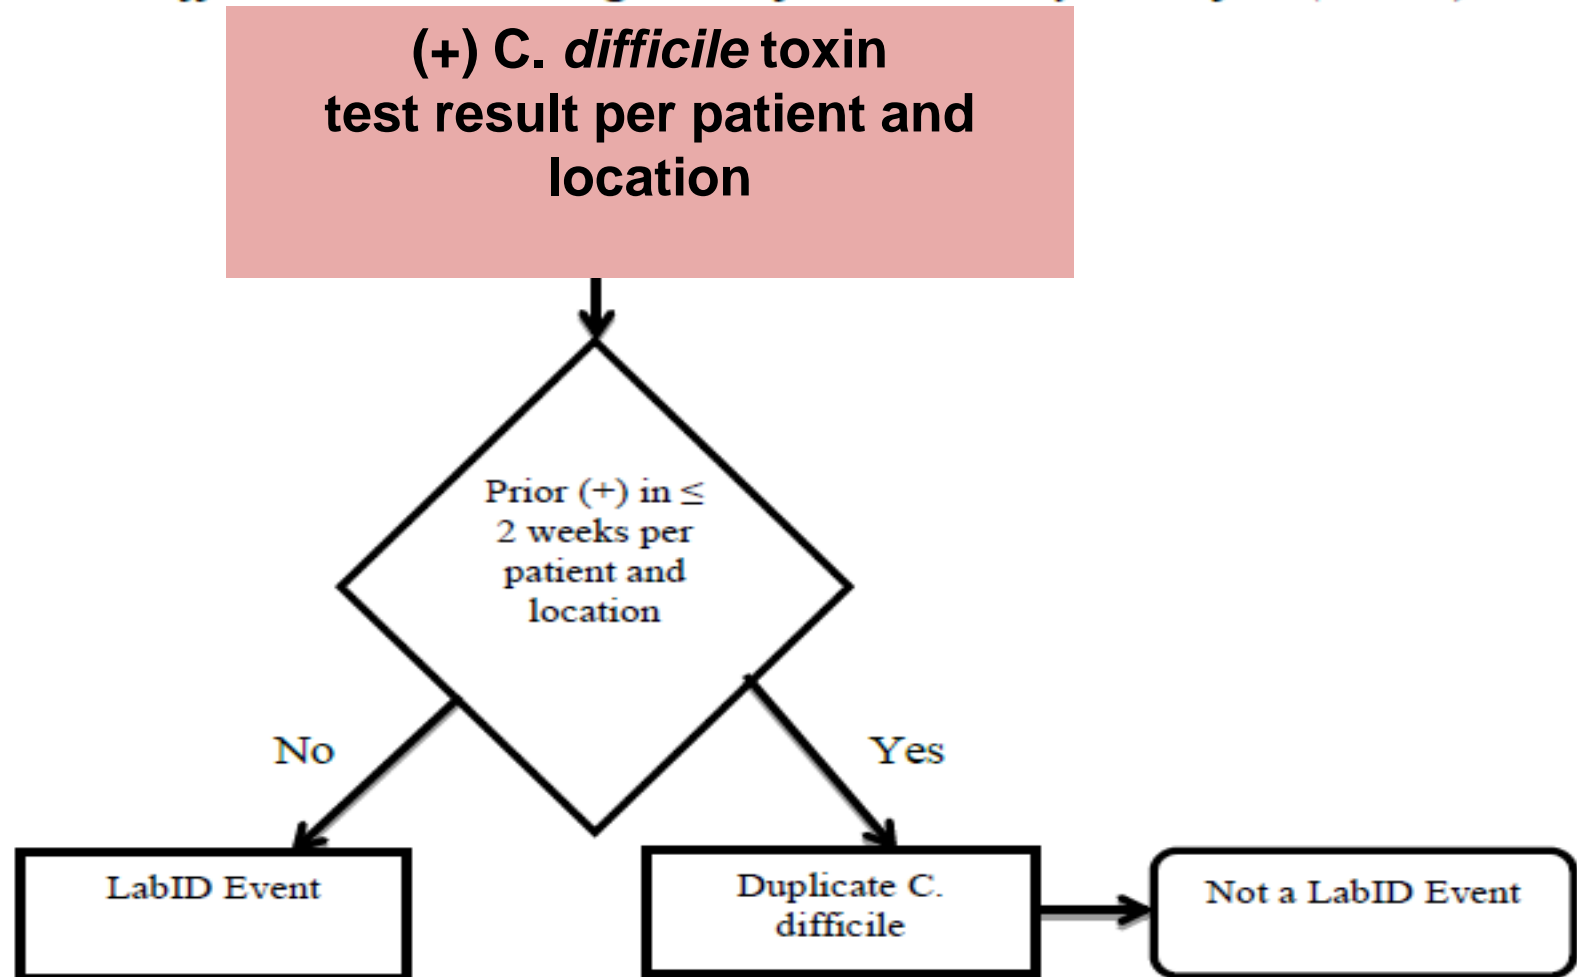 (+) C. difficile toxin
test result per patient and
location
Prior (+) in ≤
2 weeks per
patient and
location
No
Yes
LabID Event
Duplicate C.
difficile
Not a LabID Event